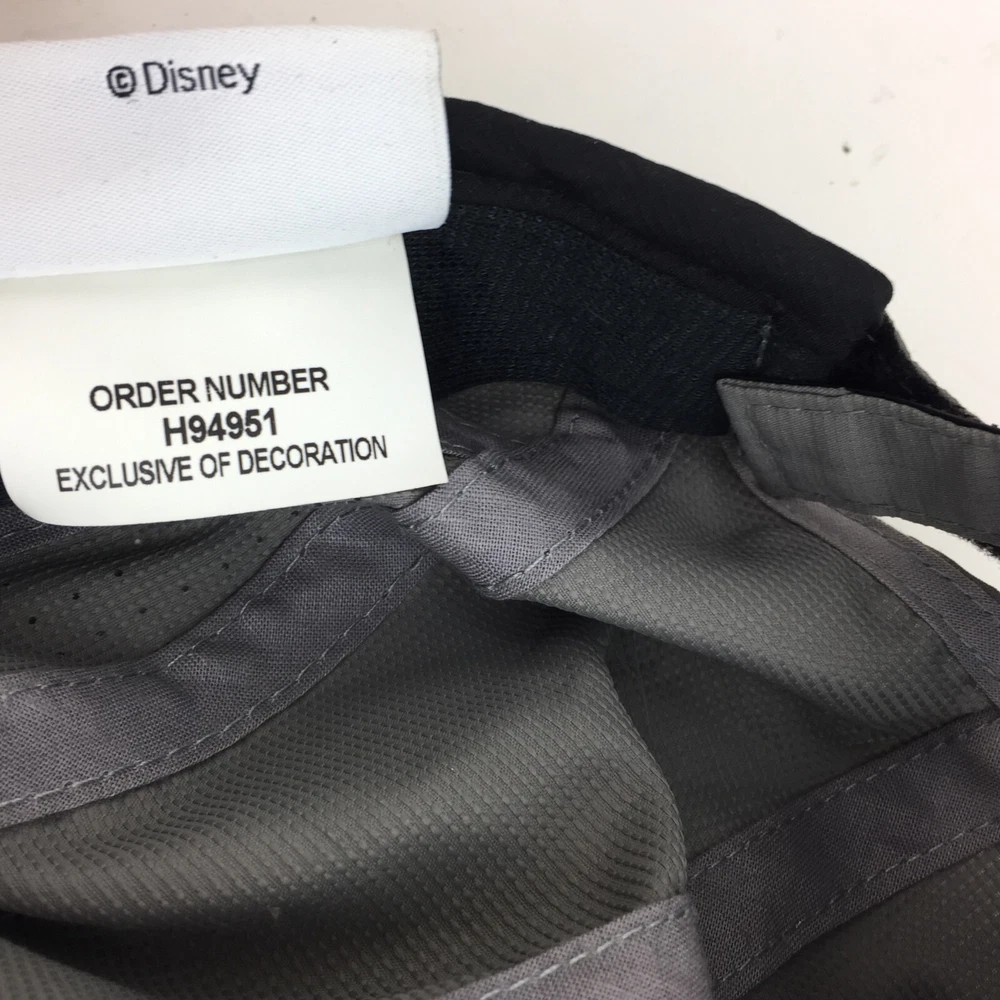 ©Disney
ORDER NUMBER
H94951
EXCLUSIVE OF DECORATION